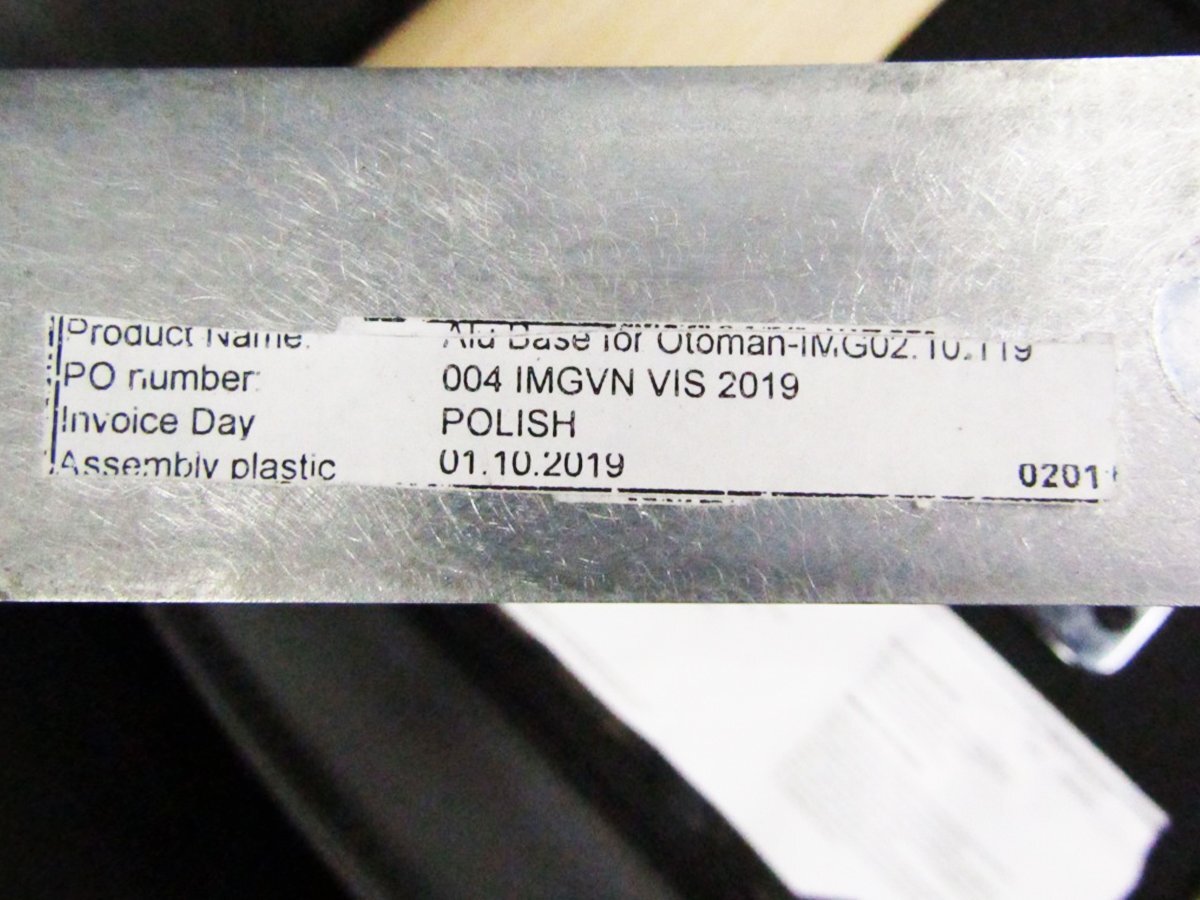 Product Name: Alu Base for Otoman-IMG02.10.119
PO number: 004 IMGVN VIS 2019
Invoice Day POLISH
Assembly plastic 01.10.2019 0201